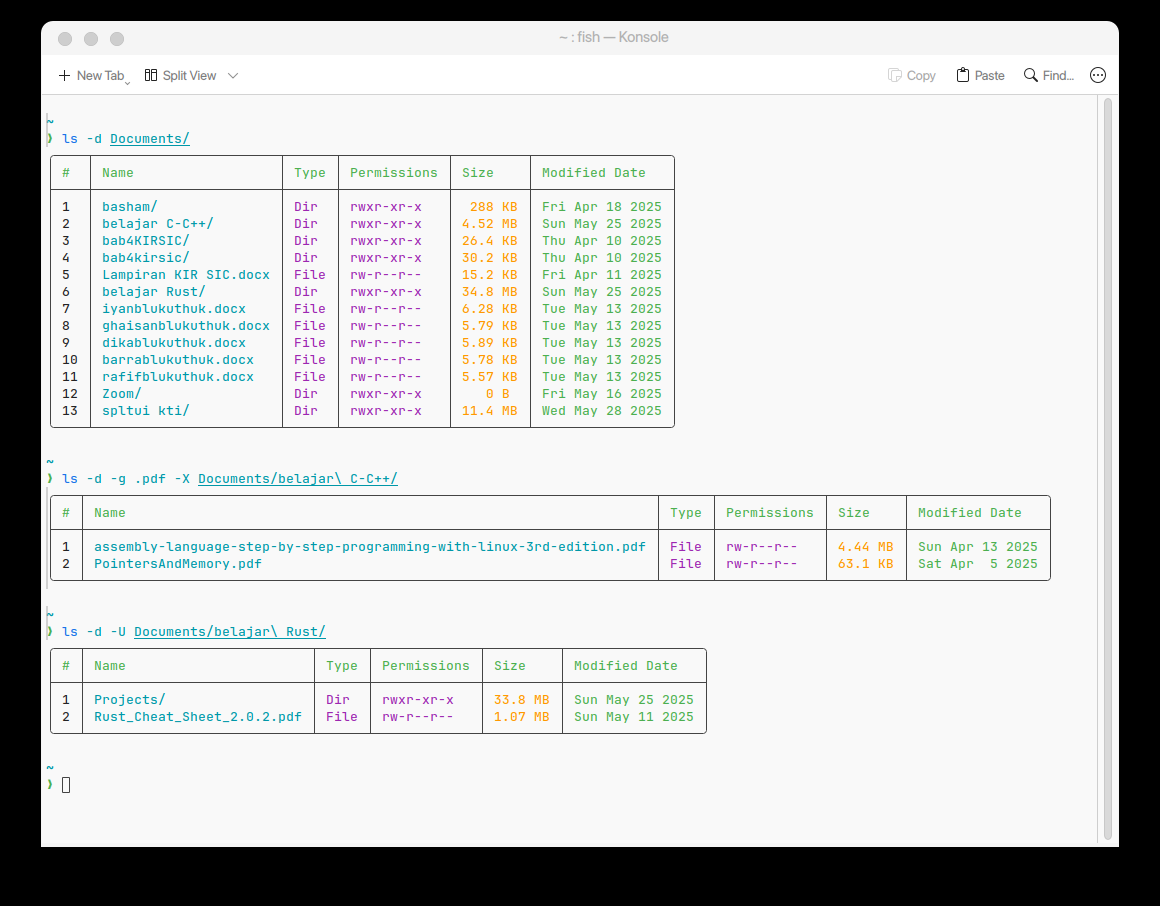 ~ : fish — Konsole
New Tab Split View Copy Paste Find...
~
❯ ls -d Documents/
# Name Type Permissions Size Modified Date
1 basham/ Dir rwxr-xr-x 288 KB Fri Apr 18 2025
2 belajar C-C++/ Dir rwxr-xr-x 4.52 MB Sun May 25 2025
3 bab4KIRSIC/ Dir rwxr-xr-x 26.4 KB Thu Apr 10 2025
4 bab4kirsic/ Dir rwxr-xr-x 30.2 KB Thu Apr 10 2025
5 Lampiran KIR SIC.docx File rw-r--r-- 15.2 KB Fri Apr 11 2025
6 belajar Rust/ Dir rwxr-xr-x 34.8 MB Sun May 25 2025
7 iyanblukuthuk.docx File rw-r--r-- 6.28 KB Tue May 13 2025
8 ghaisanblukuthuk.docx File rw-r--r-- 5.79 KB Tue May 13 2025
9 dikablukuthuk.docx File rw-r--r-- 5.89 KB Tue May 13 2025
10 barrablukuthuk.docx File rw-r--r-- 5.78 KB Tue May 13 2025
11 rafifblukuthuk.docx File rw-r--r-- 5.57 KB Tue May 13 2025
12 Zoom/ Dir rwxr-xr-x 0 B Fri May 16 2025
13 spltui kti/ Dir rwxr-xr-x 11.4 MB Wed May 28 2025
~
❯ ls -d -g .pdf -X Documents/belajar\ C-C++/
# Name Type Permissions Size Modified Date
1 assembly-language-step-by-step-programming-with-linux-3rd-edition.pdf File rw-r--r-- 4.44 MB Sun Apr 13 2025
2 PointersAndMemory.pdf File rw-r--r-- 63.1 KB Sat Apr 5 2025
~
❯ ls -d -U Documents/belajar\ Rust/
# Name Type Permissions Size Modified Date
1 Projects/ Dir rwxr-xr-x 33.8 MB Sun May 25 2025
2 Rust_Cheat_Sheet_2.0.2.pdf File rw-r--r-- 1.07 MB Sun May 11 2025
~
❯